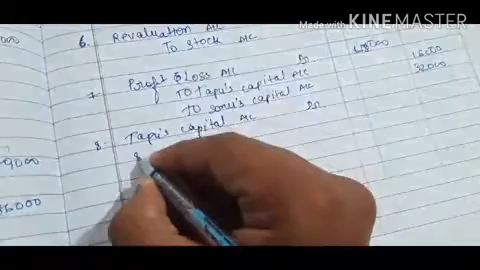 Made with KINEMASTER
6. Revaluation A/c
To Stock A/c
7. Profit & Loss A/c Dr 48000
To Tapu's capital A/c 16000
To Sonu's capital A/c 32000
8. Tapu's capital A/c Dr
9000
36000